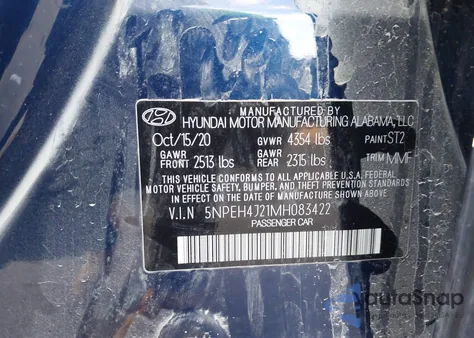 MANUFACTURED BY
HYUNDAI MOTOR MANUFACTURING ALABAMA, LLC
Oct/15/20 GVWR 4354 lbs PAINT ST2
GAWR FRONT 2513 lbs GAWR REAR 2315 lbs TRIM MMF
THIS VEHICLE CONFORMS TO ALL APPLICABLE U.S.A. FEDERAL
MOTOR VEHICLE SAFETY, BUMPER, AND THEFT PREVENTION STANDARDS
IN EFFECT ON THE DATE OF MANUFACTURE SHOWN ABOVE.
V.I.N 5NPEH4J21MH083422
PASSENGER CAR
autoSnap